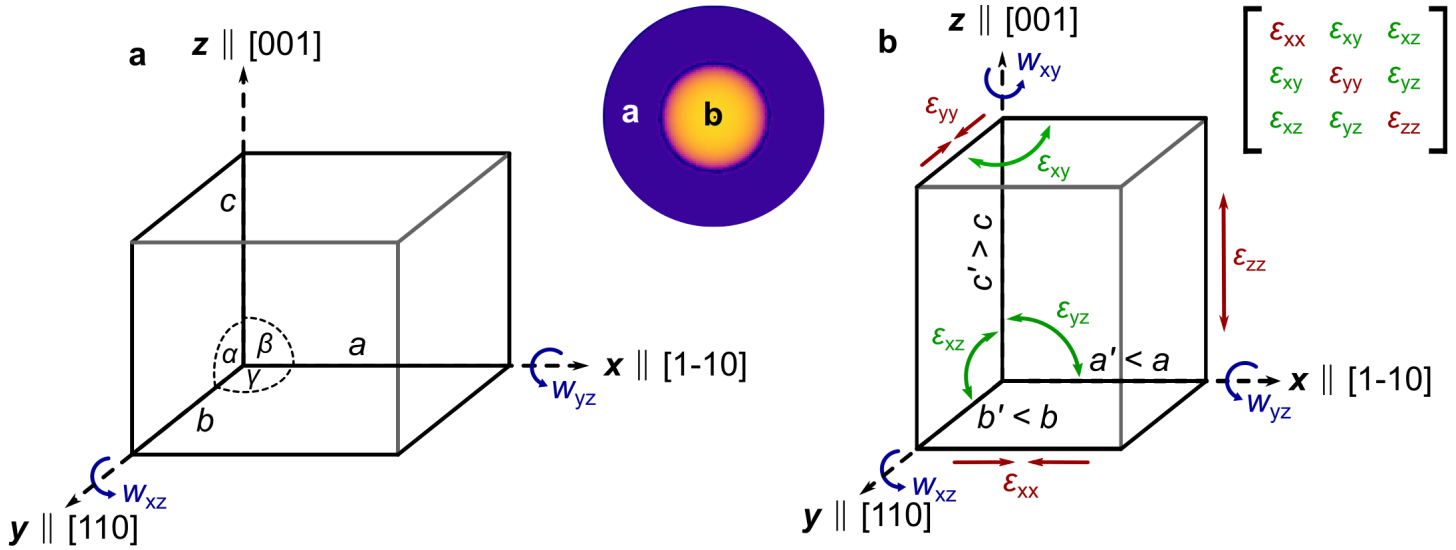 a
z || [001]
c
α
β
γ
a
b
x || [1-10]
w_yz
w_xz
y || [110]
a
b
b
z || [001]
w_xy
ε_yy
ε_xy
c' > c
ε_zz
ε_xz
ε_yz
a' < a
b' < b
x || [1-10]
w_yz
w_xz
ε_xx
y || [110]
ε_xx ε_xy ε_xz
ε_xy ε_yy ε_yz
ε_xz ε_yz ε_zz